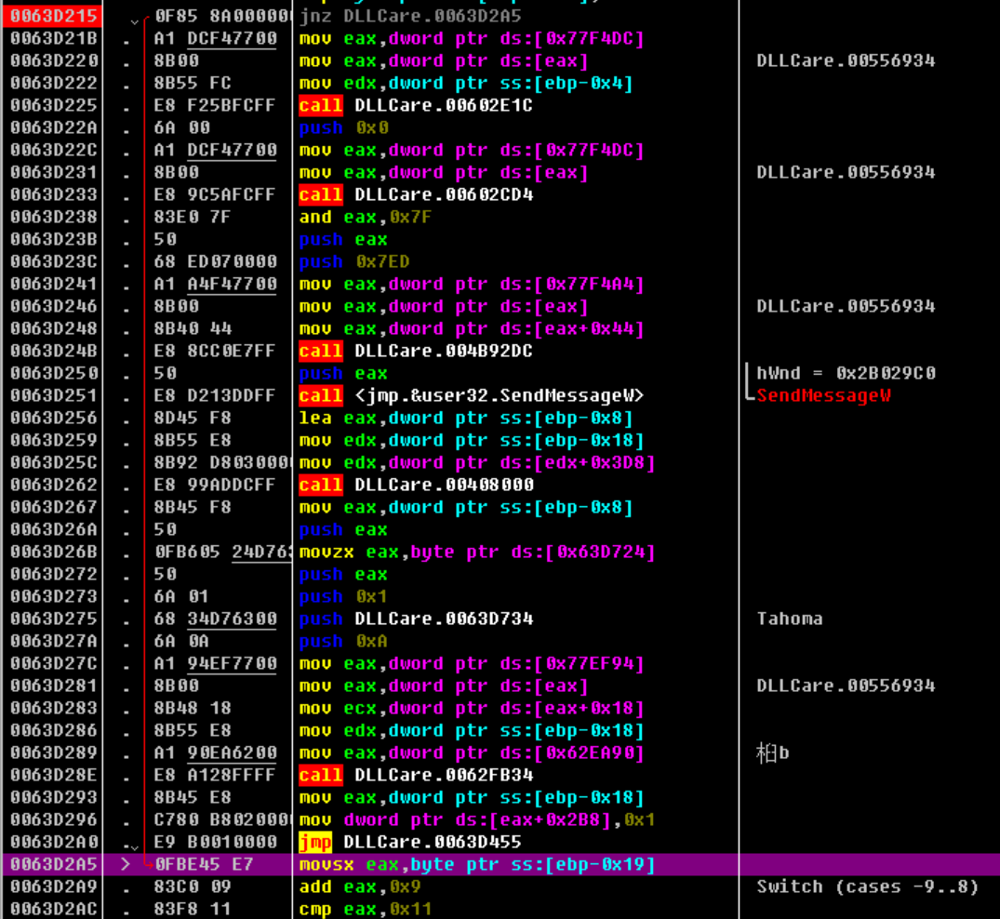 0063D215 0F85 8A00000 jnz DLLCare.0063D2A5
0063D21B . A1 DCF47700 mov eax,dword ptr ds:[0x77F4DC]
0063D220 . 8B00 mov eax,dword ptr ds:[eax] DLLCare.00556934
0063D222 . 8B55 FC mov edx,dword ptr ss:[ebp-0x4]
0063D225 . E8 F25BFCFF call DLLCare.00602E1C
0063D22A . 6A 00 push 0x0
0063D22C . A1 DCF47700 mov eax,dword ptr ds:[0x77F4DC]
0063D231 . 8B00 mov eax,dword ptr ds:[eax] DLLCare.00556934
0063D233 . E8 9C5AFCFF call DLLCare.00602CD4
0063D238 . 83E0 7F and eax,0x7F
0063D23B . 50 push eax
0063D23C . 68 ED070000 push 0x7ED
0063D241 . A1 A4F47700 mov eax,dword ptr ds:[0x77F4A4]
0063D246 . 8B00 mov eax,dword ptr ds:[eax] DLLCare.00556934
0063D248 . 8B40 44 mov eax,dword ptr ds:[eax+0x44]
0063D24B . E8 8CC0E7FF call DLLCare.004B92DC
0063D250 . 50 push eax hWnd = 0x2B029C0
0063D251 . E8 D213DDFF call <jmp.&user32.SendMessageW> SendMessageW
0063D256 . 8D45 F8 lea eax,dword ptr ss:[ebp-0x8]
0063D259 . 8B55 E8 mov edx,dword ptr ss:[ebp-0x18]
0063D25C . 8B92 D803000 mov edx,dword ptr ds:[edx+0x3D8]
0063D262 . E8 99ADDCFF call DLLCare.00408000
0063D267 . 8B45 F8 mov eax,dword ptr ss:[ebp-0x8]
0063D26A . 50 push eax
0063D26B . 0FB605 24D763 movzx eax,byte ptr ds:[0x63D724]
0063D272 . 50 push eax
0063D273 . 6A 01 push 0x1
0063D275 . 68 34D76300 push DLLCare.0063D734 Tahoma
0063D27A . 6A 0A push 0xA
0063D27C . A1 94EF7700 mov eax,dword ptr ds:[0x77EF94]
0063D281 . 8B00 mov eax,dword ptr ds:[eax] DLLCare.00556934
0063D283 . 8B48 18 mov ecx,dword ptr ds:[eax+0x18]
0063D286 . 8B55 E8 mov edx,dword ptr ss:[ebp-0x18]
0063D289 . A1 90EA6200 mov eax,dword ptr ds:[0x62EA90] b
0063D28E . E8 A128FFFF call DLLCare.0062FB34
0063D293 . 8B45 E8 mov eax,dword ptr ss:[ebp-0x18]
0063D296 . C780 B802000 mov dword ptr ds:[eax+0x2B8],0x1
0063D2A0 . E9 B0010000 jmp DLLCare.0063D455
0063D2A5 > 0FBE45 E7 movsx eax,byte ptr ss:[ebp-0x19]
0063D2A9 . 83C0 09 add eax,0x9 Switch (cases -9..8)
0063D2AC . 83F8 11 cmp eax,0x11